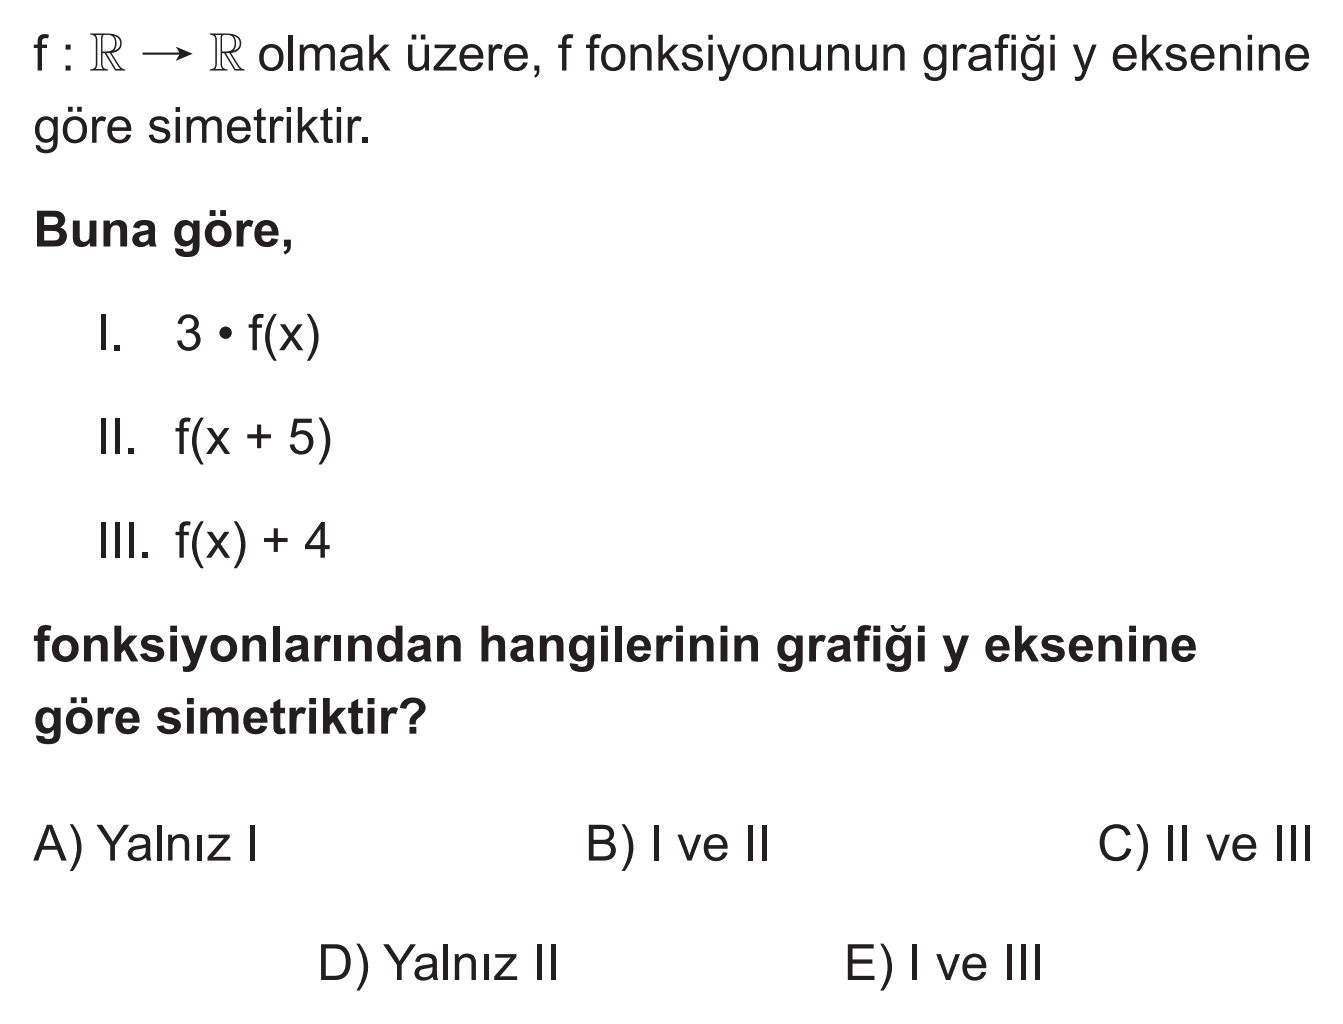 f : ℝ → ℝ olmak üzere, f fonksiyonunun grafiği y eksenine
göre simetriktir.
Buna göre,
I. 3 • f(x)
II. f(x + 5)
III. f(x) + 4
fonksiyonlarından hangilerinin grafiği y eksenine
göre simetriktir?
A) Yalnız I B) I ve II C) II ve III
D) Yalnız II E) I ve III